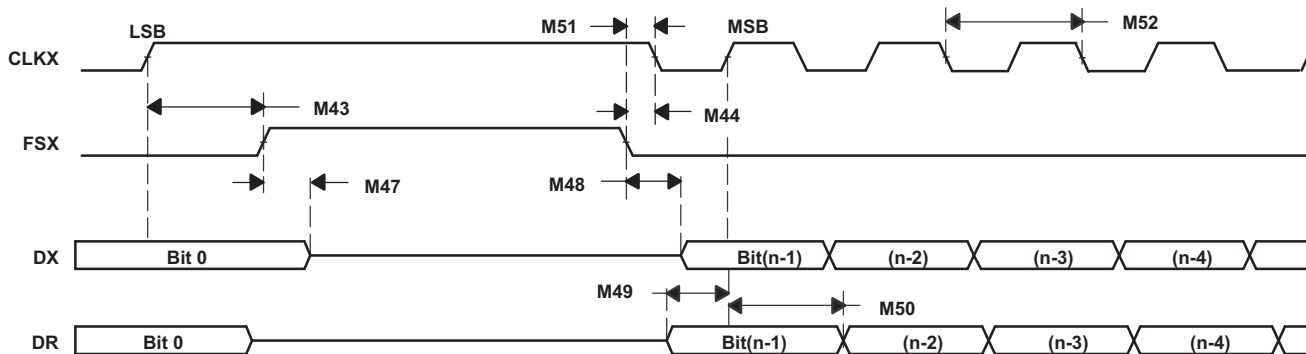 LSB
M51
MSB
M52
CLKX
M43
M44
FSX
M47
M48
DX
Bit 0
Bit(n-1)
(n-2)
(n-3)
(n-4)
M49
M50
DR
Bit 0
Bit(n-1)
(n-2)
(n-3)
(n-4)